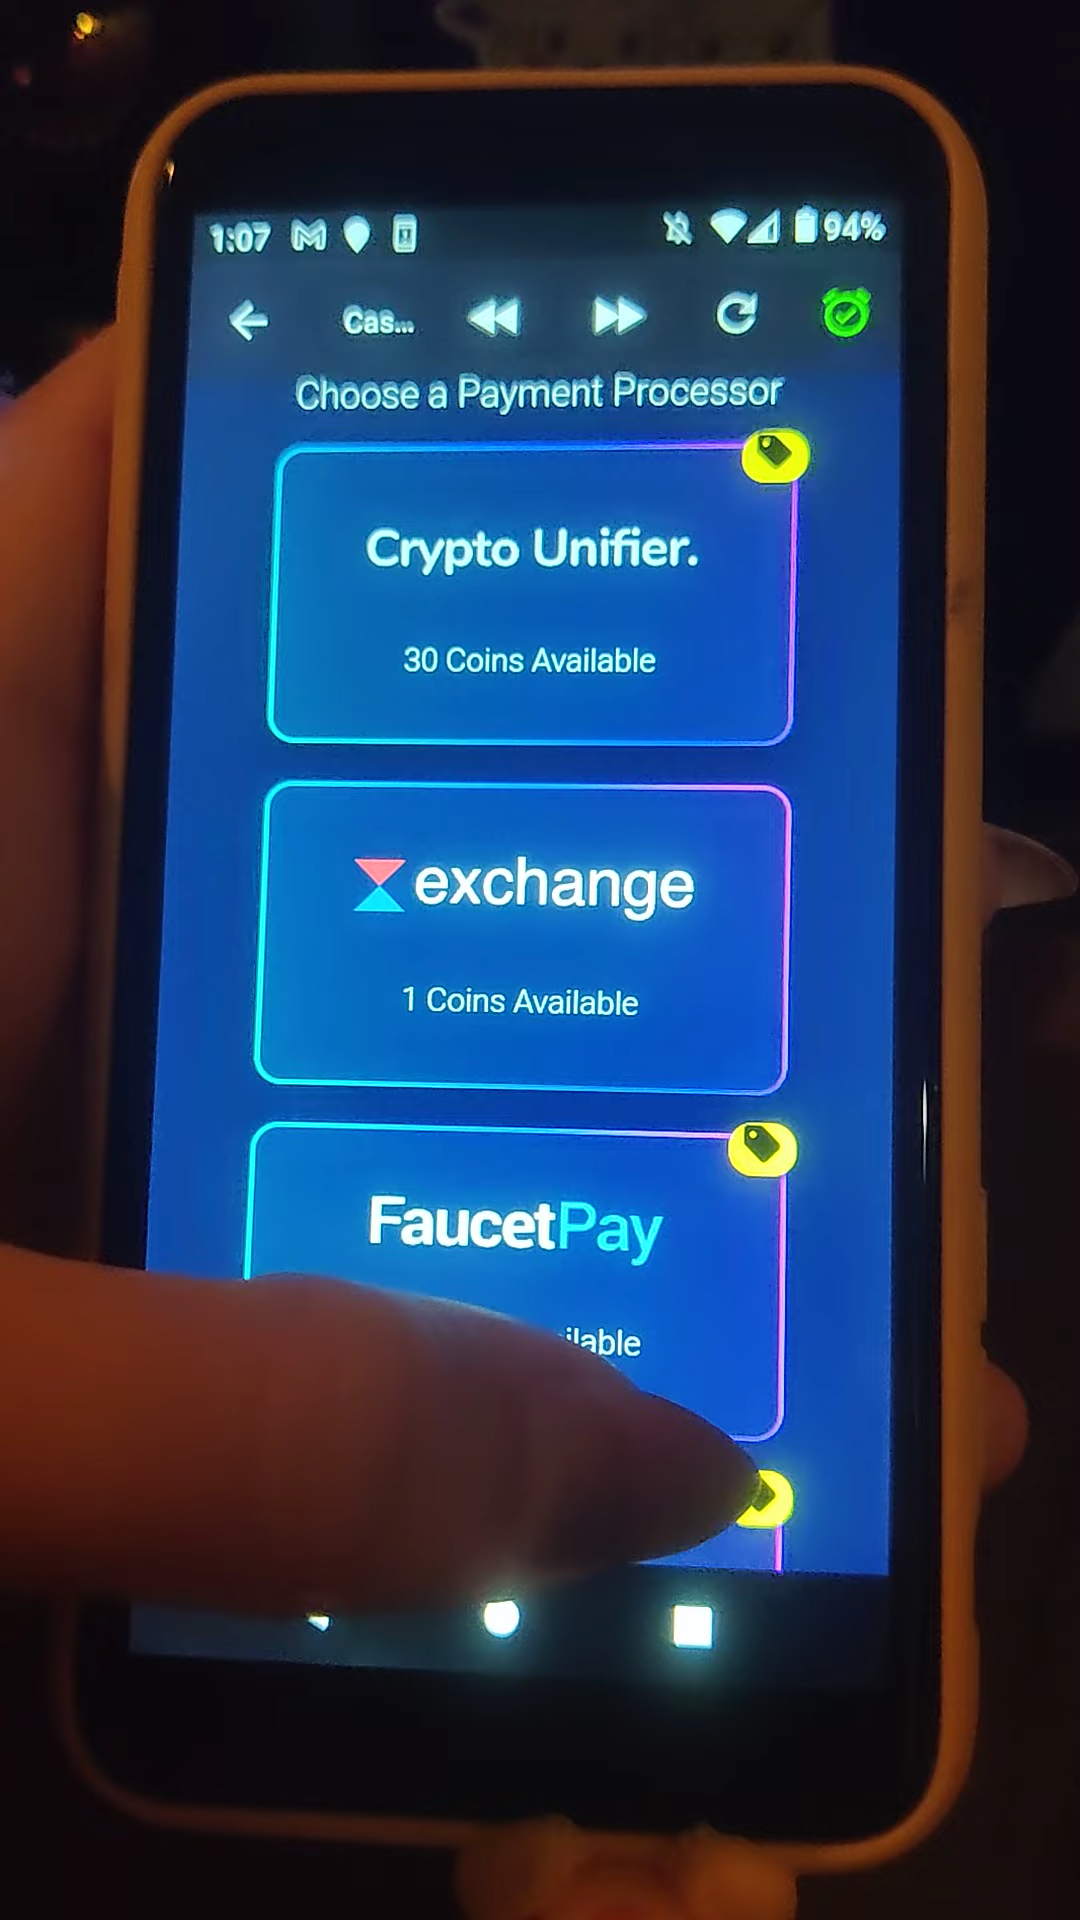 1:07
94%
Cas...
Choose a Payment Processor
Crypto Unifier.
30 Coins Available
exchange
1 Coins Available
FaucetPay